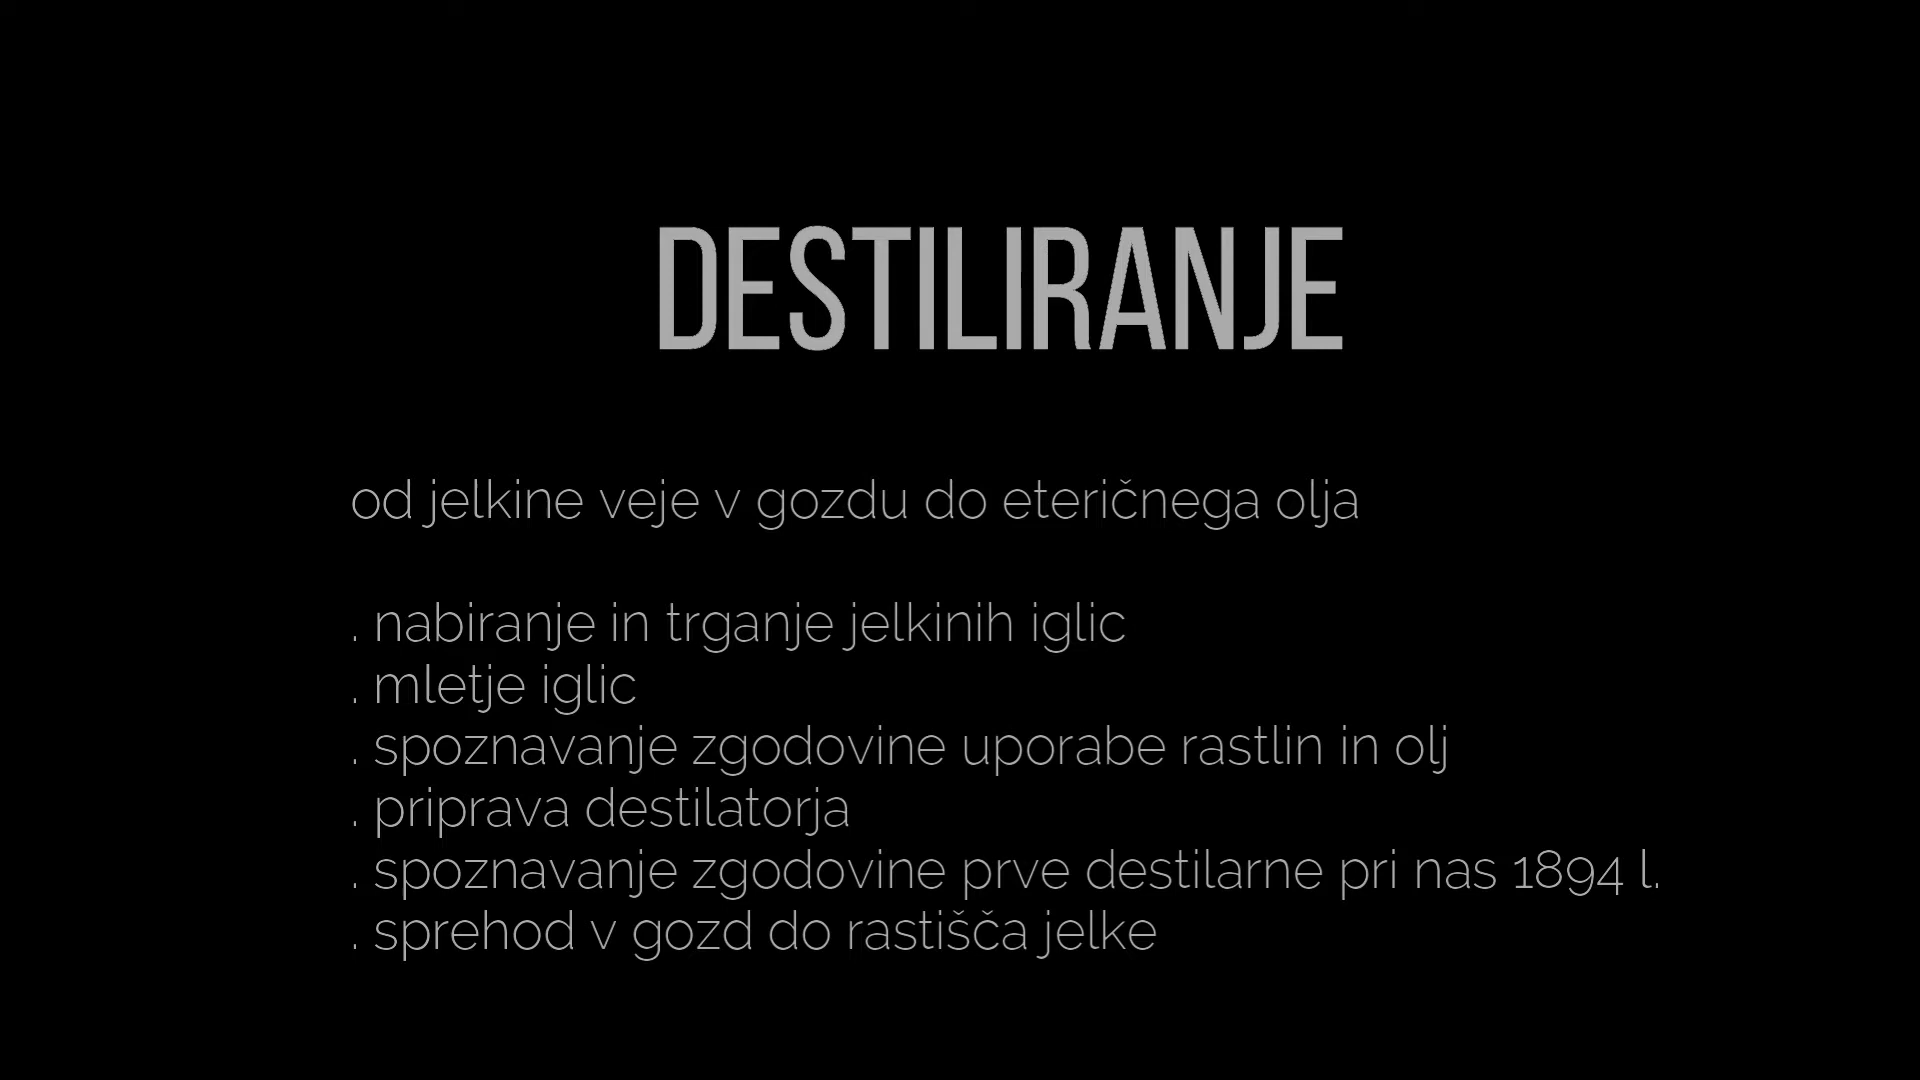 DESTILIRANJE
od jelkine veje v gozdu do eteričnega olja
. nabiranje in trganje jelkinih iglic
. mletje iglic
. spoznavanje zgodovine uporabe rastlin in olj
. priprava destilatorja
. spoznavanje zgodovine prve destilarne pri nas 1894 l.
. sprehod v gozd do rastišča jelke